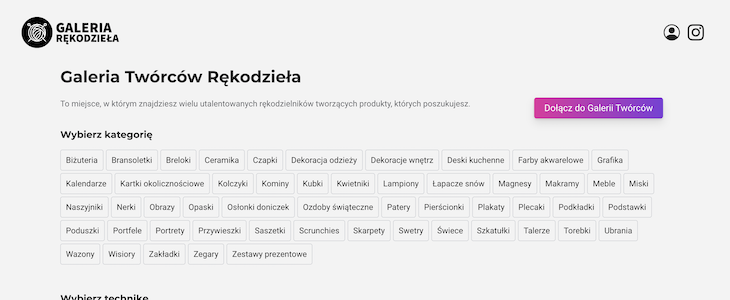 GALERIA
RĘKODZIEŁA
Galeria Twórców Rękodzieła
To miejsce, w którym znajdziesz wielu utalentowanych rękodzielników tworzących produkty, których poszukujesz.
Dołącz do Galerii Twórców
Wybierz kategorię
Biżuteria Bransoletki Breloki Ceramika Czapki Dekoracja odzieży Dekoracje wnętrz Deski kuchenne Farby akwarelowe Grafika
Kalendarze Kartki okolicznościowe Kolczyki Kominy Kubki Kwietniki Lampiony Łapacze snów Magnesy Makramy Meble Miski
Naszyjniki Nerki Obrazy Opaski Osłonki doniczek Ozdoby świąteczne Patery Pierścionki Plakaty Plecaki Podkładki Podstawki
Poduszki Portfele Portrety Przywieszki Saszetki Scrunchies Skarpety Swetry Świece Szkatułki Talerze Torebki Ubrania
Wazony Wisiory Zakładki Zegary Zestawy prezentowe
Wybierz technikę